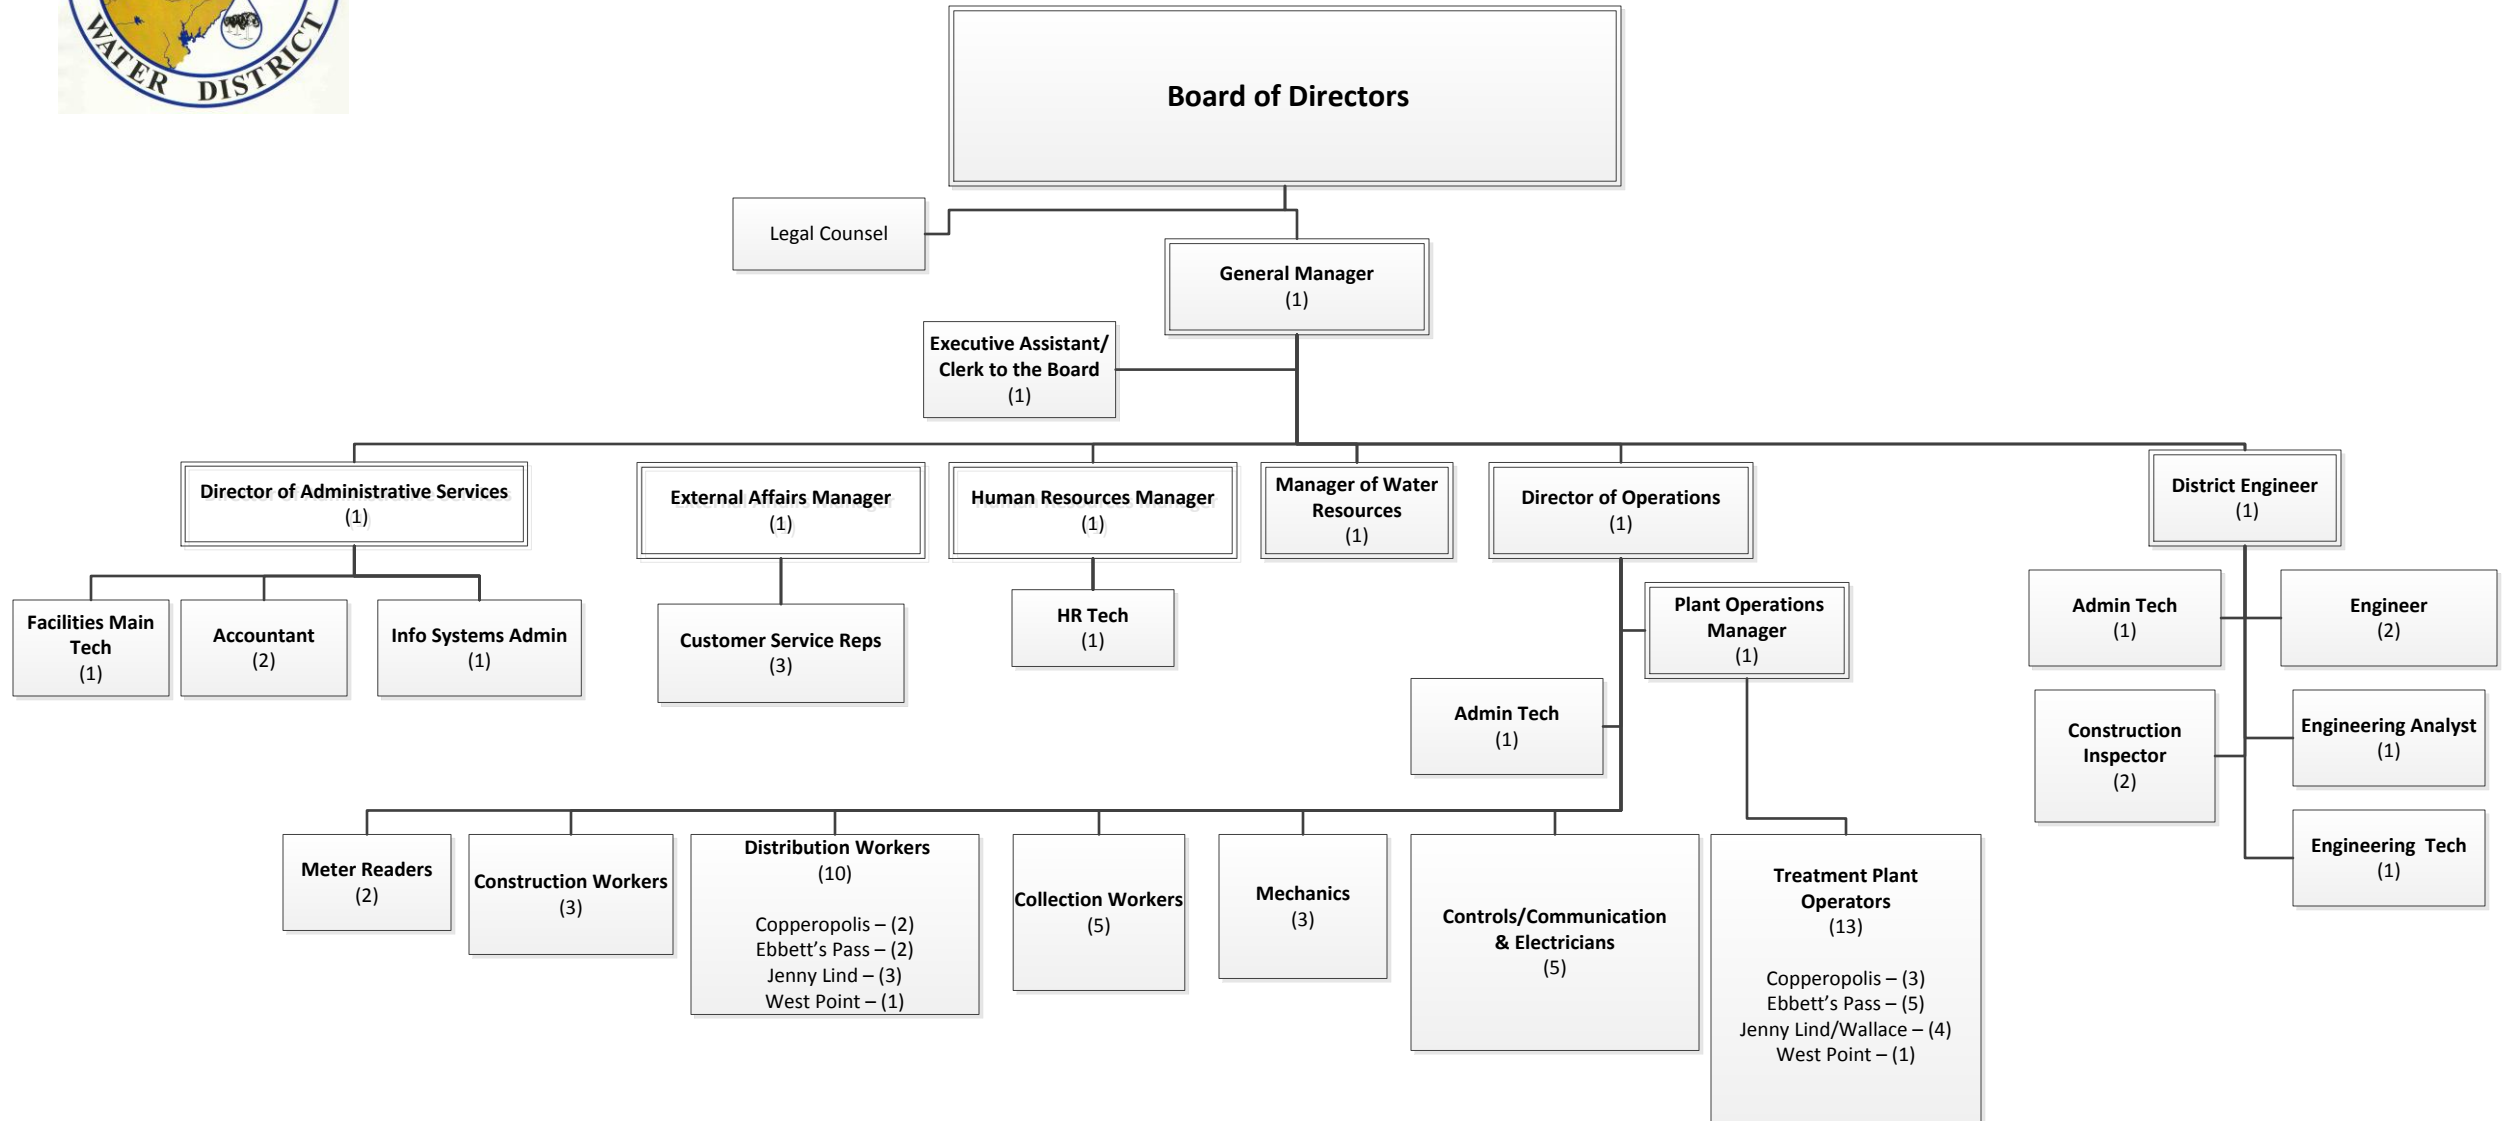 WATER DISTRICT
Board of Directors
Legal Counsel
General Manager
(1)
Executive Assistant/
Clerk to the Board
(1)
Director of Administrative Services
(1)
External Affairs Manager
(1)
Human Resources Manager
(1)
Manager of Water
Resources
(1)
Director of Operations
(1)
District Engineer
(1)
Facilities Main
Tech
(1)
Accountant
(2)
Info Systems Admin
(1)
Customer Service Reps
(3)
HR Tech
(1)
Plant Operations
Manager
(1)
Admin Tech
(1)
Admin Tech
(1)
Engineer
(2)
Construction
Inspector
(2)
Engineering Analyst
(1)
Engineering  Tech
(1)
Meter Readers
(2)
Construction Workers
(3)
Distribution Workers
(10)
Copperopolis – (2)
Ebbett’s Pass – (2)
Jenny Lind – (3)
West Point – (1)
Collection Workers
(5)
Mechanics
(3)
Controls/Communication
& Electricians
(5)
Treatment Plant
Operators
(13)
Copperopolis – (3)
Ebbett’s Pass – (5)
Jenny Lind/Wallace – (4)
West Point – (1)